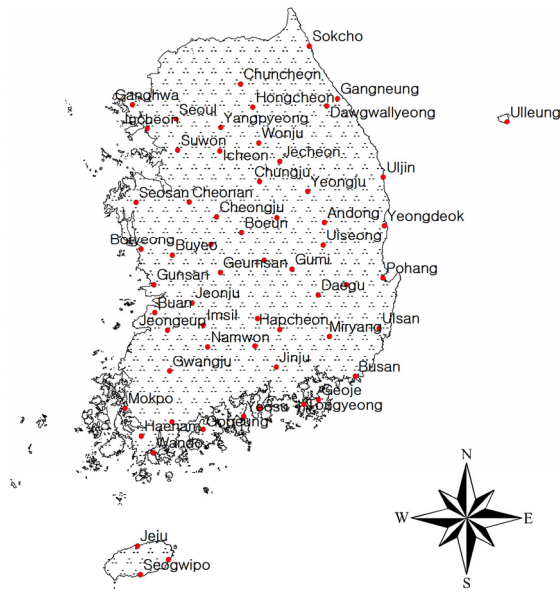 Sokcho
Chuncheon
Ganghwa
Hongcheon
Gangneung
Seoul
Dawgwallyeong
Ulleung
Incheon
Yangpyeong
Wonju
Suwon
Icheon
Jecheon
Chungju
Uljin
Yeongju
Seosan
Cheonan
Cheongju
Andong
Yeongdeok
Boeun
Boryeong
Buyeo
Uiseong
Geumsan
Gumi
Gunsan
Pohang
Daegu
Jeonju
Buan
Jeongeup
Imsil
Hapcheon
Miryang
Ulsan
Namwon
Gwangju
Jinju
Busan
Geoje
Mokpo
Yeosu
Tongyeong
Haenam
Goheung
Wando
Jeju
Seogwipo
N
W
E
S